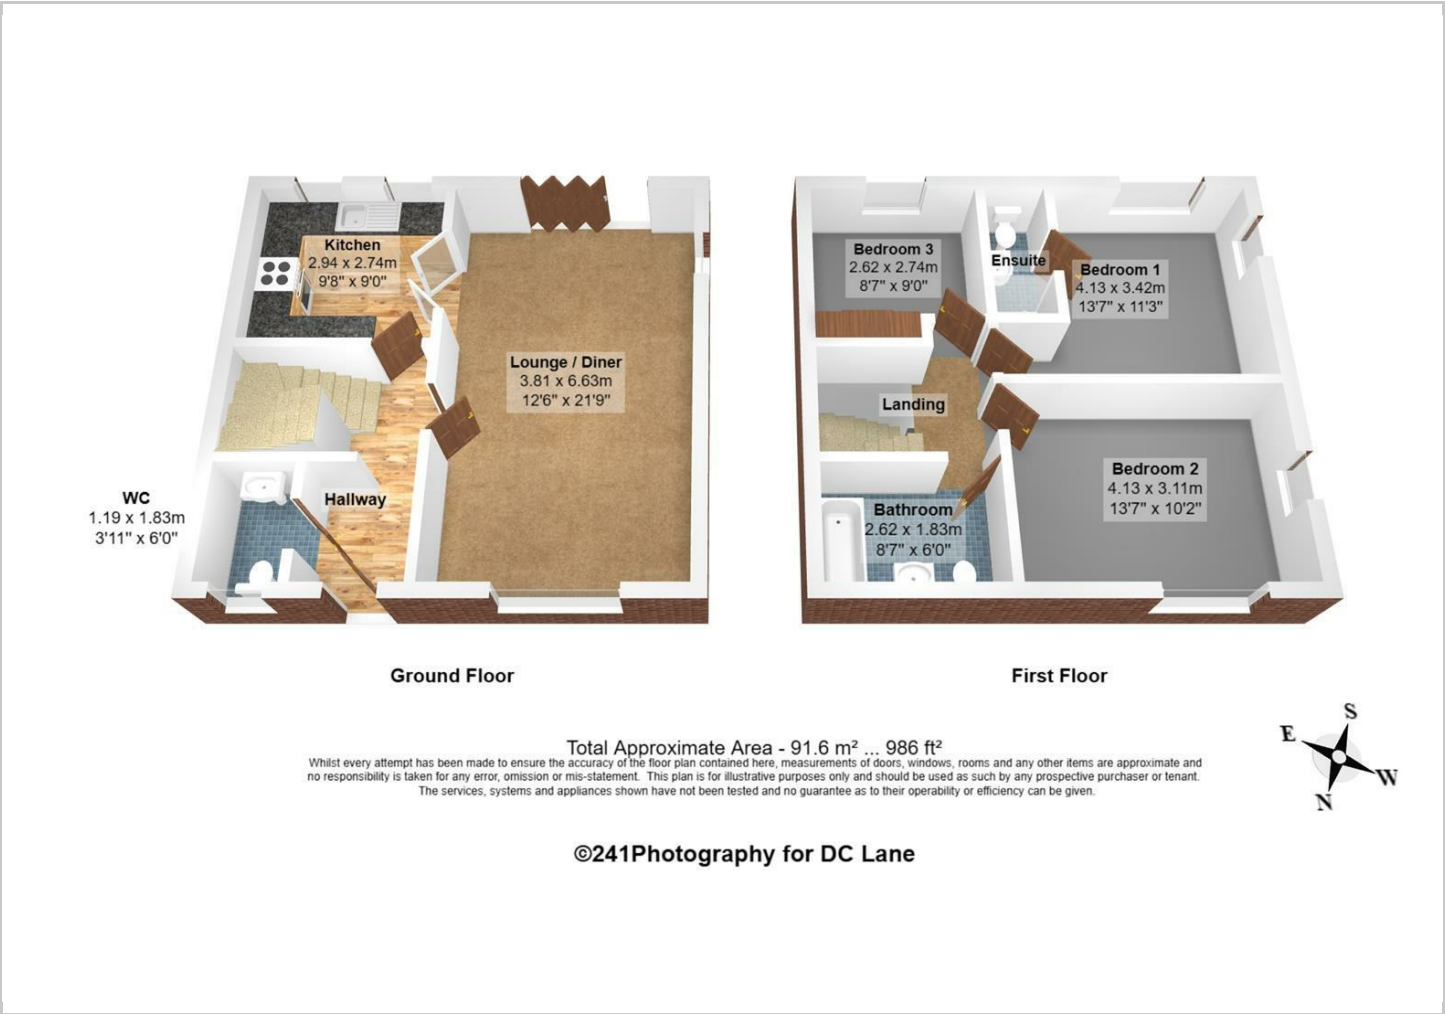 Kitchen
2.94 x 2.74m
9'8" x 9'0"
Lounge / Diner
3.81 x 6.63m
12'6" x 21'9"
WC
1.19 x 1.83m
3'11" x 6'0"
Hallway
Bedroom 3
2.62 x 2.74m
8'7" x 9'0"
Ensuite
Bedroom 1
4.13 x 3.42m
13'7" x 11'3"
Landing
Bedroom 2
4.13 x 3.11m
13'7" x 10'2"
Bathroom
2.62 x 1.83m
8'7" x 6'0"
Ground Floor
First Floor
S
E
W
N
Total Approximate Area - 91.6 m² ... 986 ft²
Whilst every attempt has been made to ensure the accuracy of the floor plan contained here, measurements of doors, windows, rooms and any other items are approximate and
no responsibility is taken for any error, omission or mis-statement. This plan is for illustrative purposes only and should be used as such by any prospective purchaser or tenant.
The services, systems and appliances shown have not been tested and no guarantee as to their operability or efficiency can be given.
©241Photography for DC Lane